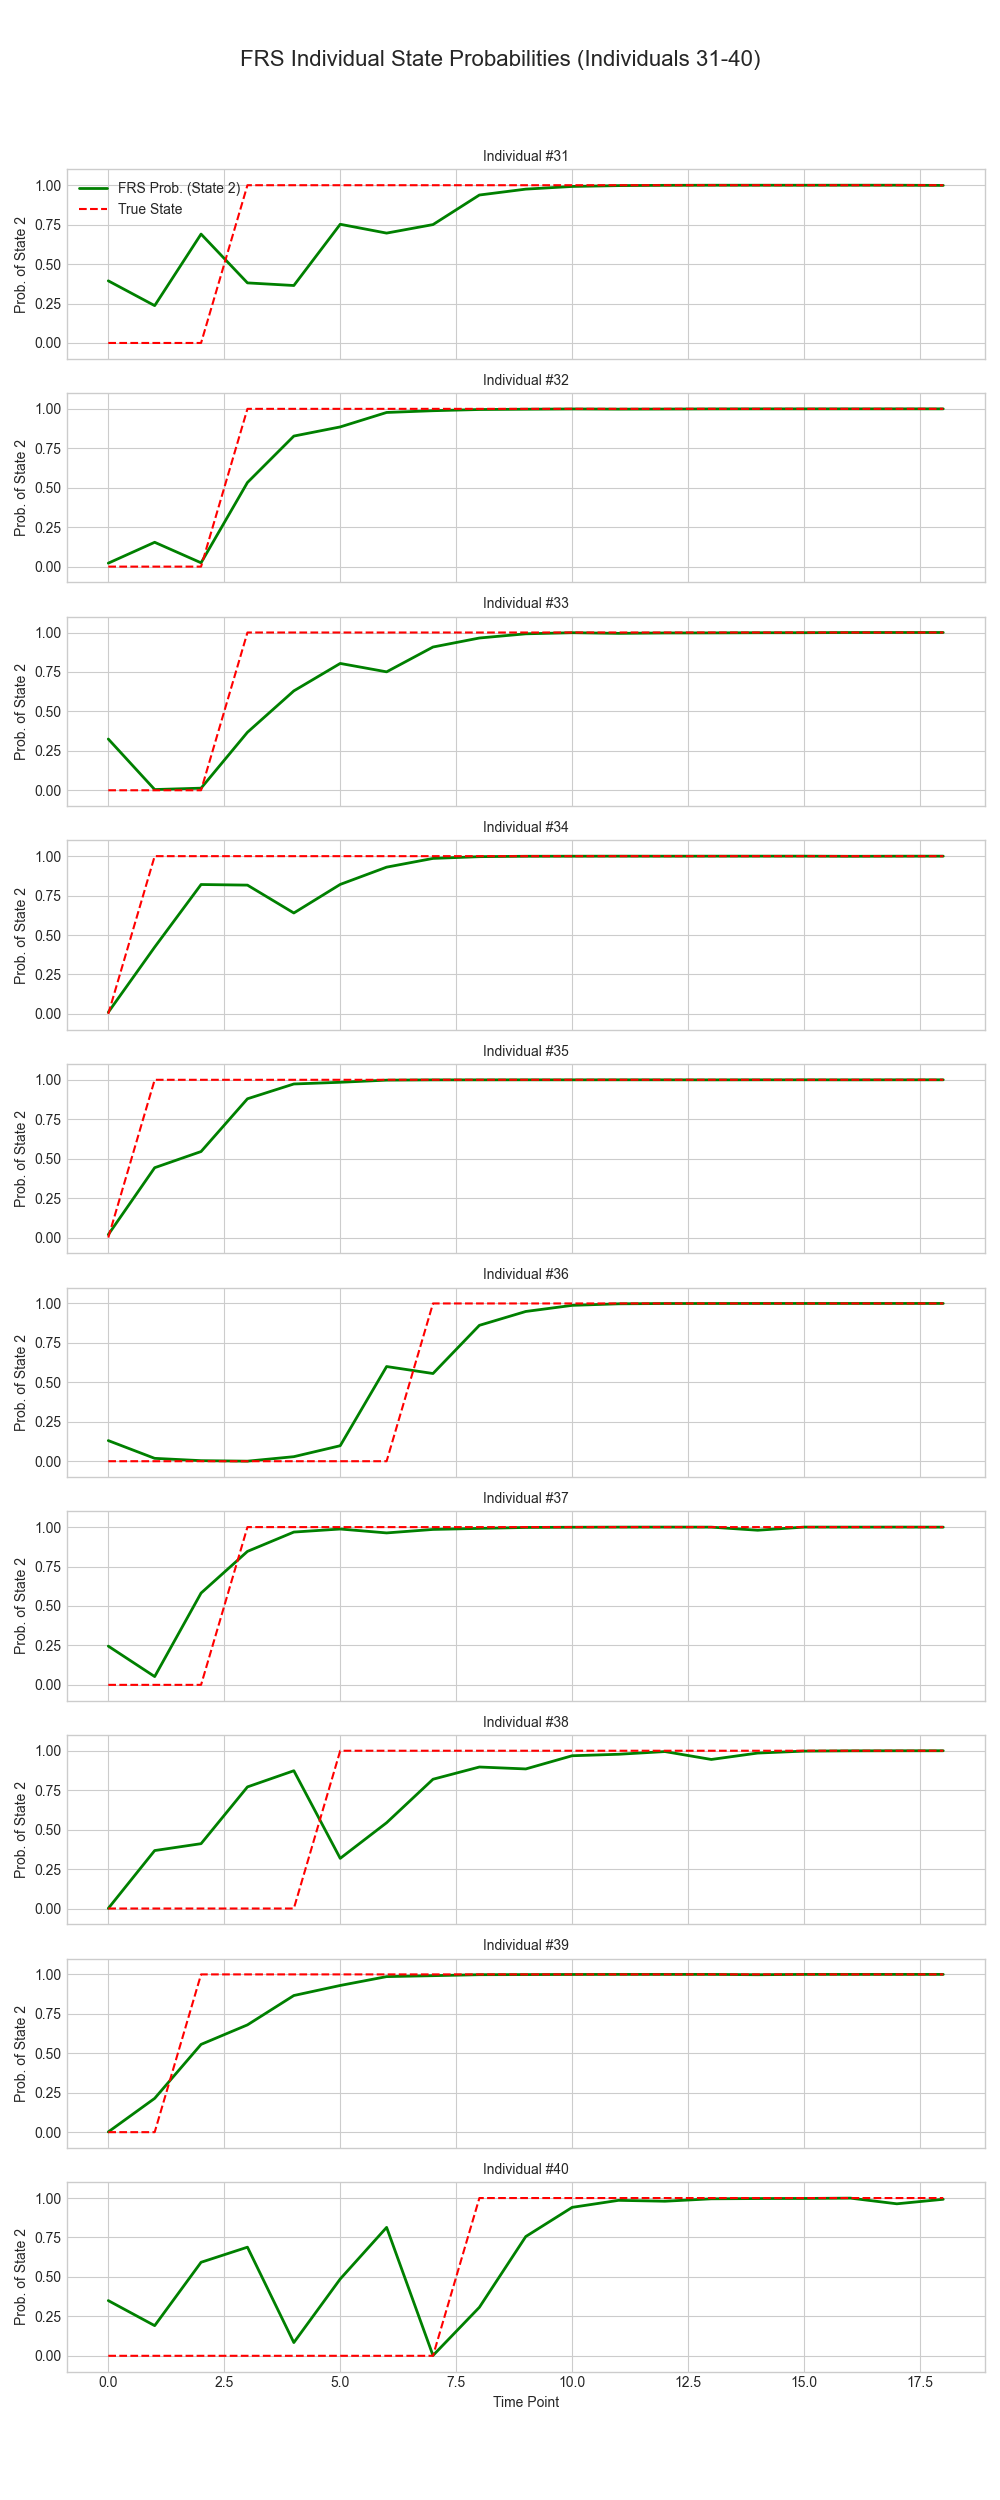 FRS Individual State Probabilities (Individuals 31-40)
Individual #31
FRS Prob. (State 2)
True State
1.00
0.75
0.50
0.25
0.00
Prob. of State 2
Individual #32
1.00
0.75
0.50
0.25
0.00
Prob. of State 2
Individual #33
1.00
0.75
0.50
0.25
0.00
Prob. of State 2
Individual #34
1.00
0.75
0.50
0.25
0.00
Prob. of State 2
Individual #35
1.00
0.75
0.50
0.25
0.00
Prob. of State 2
Individual #36
1.00
0.75
0.50
0.25
0.00
Prob. of State 2
Individual #37
1.00
0.75
0.50
0.25
0.00
Prob. of State 2
Individual #38
1.00
0.75
0.50
0.25
0.00
Prob. of State 2
Individual #39
1.00
0.75
0.50
0.25
0.00
Prob. of State 2
Individual #40
1.00
0.75
0.50
0.25
0.00
Prob. of State 2
0.0 2.5 5.0 7.5 10.0 12.5 15.0 17.5
Time Point